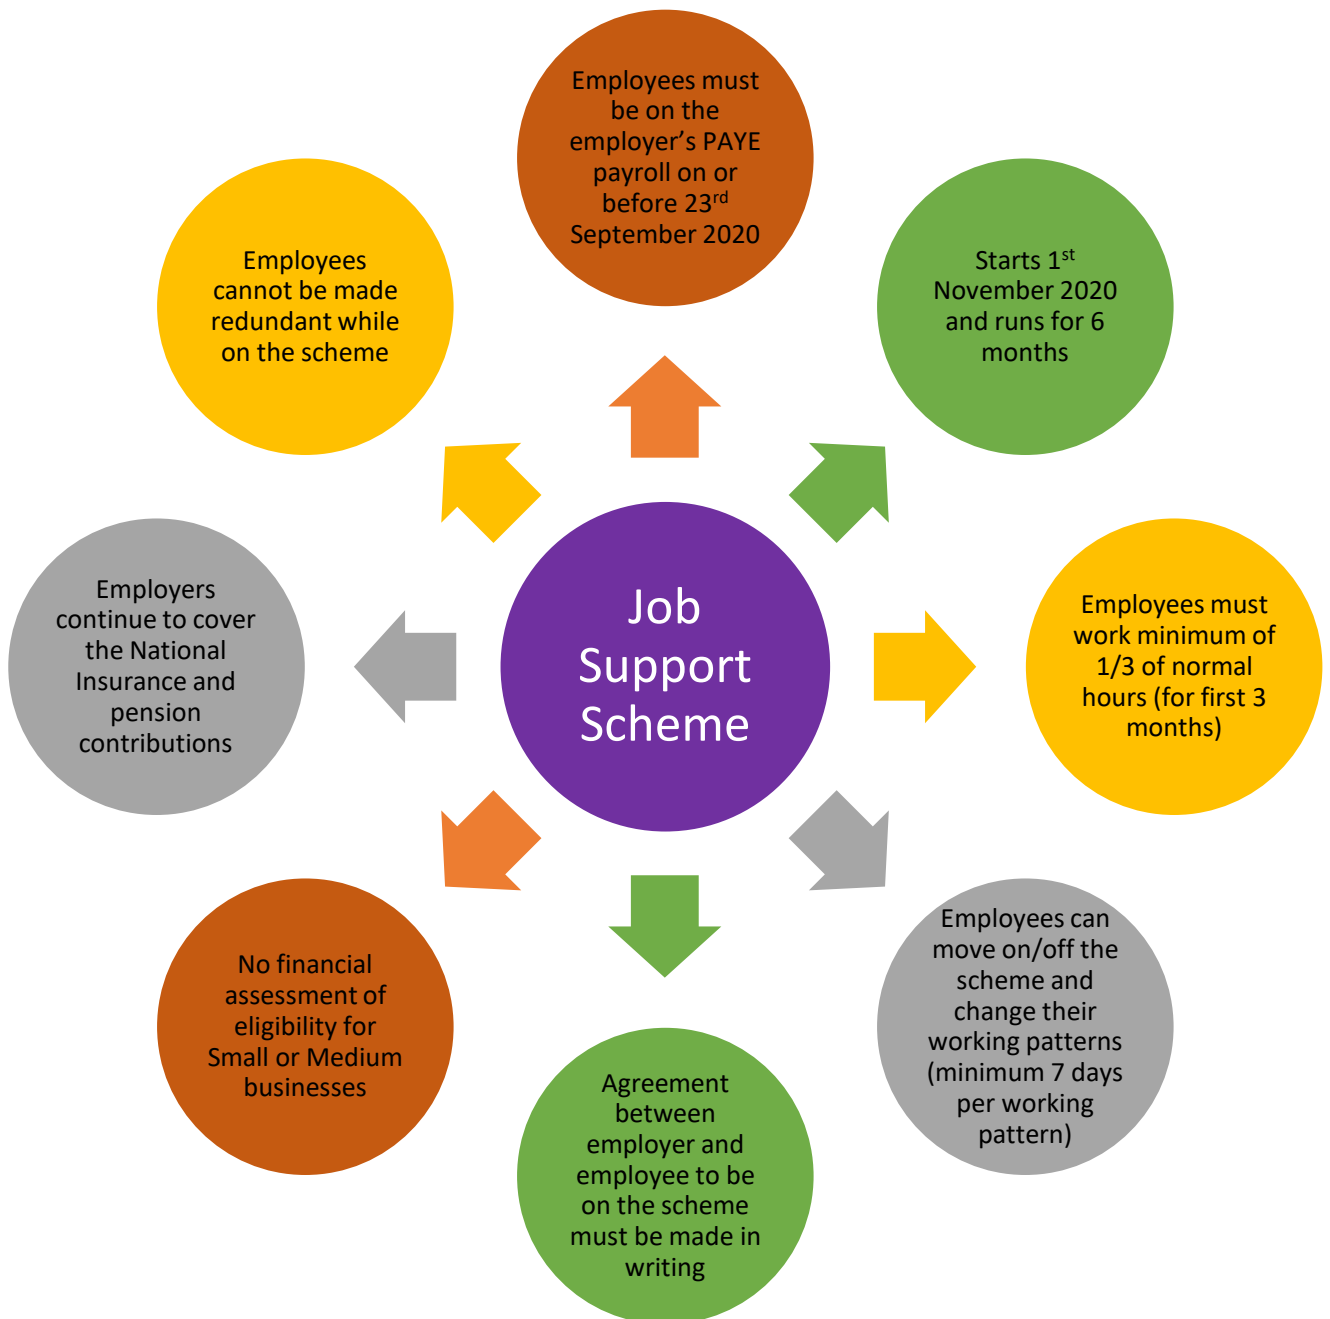 Employees must
be on the
employer’s PAYE
payroll on or
before 23rd
September 2020
Starts 1st
November 2020
and runs for 6
months
Employees must
work minimum of
1/3 of normal
hours (for first 3
months)
Employees can
move on/off the
scheme and
change their
working patterns
(minimum 7 days
per working
pattern)
Agreement
between
employer and
employee to be
on the scheme
must be made in
writing
No financial
assessment of
eligibility for
Small or Medium
businesses
Employers
continue to cover
the National
Insurance and
pension
contributions
Employees
cannot be made
redundant while
on the scheme
Job
Support
Scheme